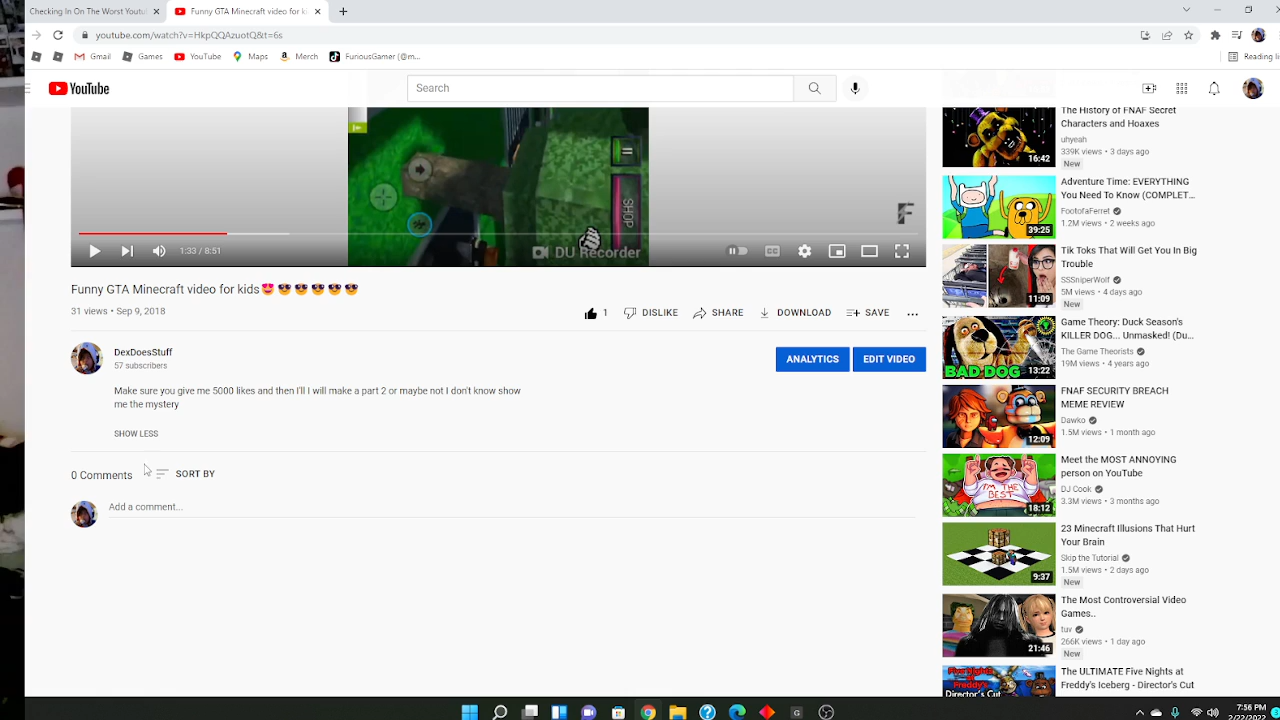 Checking In On The Worst Youtu
Funny GTA Minecraft video for ki
youtube.com/watch?v=HkpQQAzuotQ&t=6s
Gmail
Games
YouTube
Maps
Merch
FuriousGamer (@m...
Reading li
YouTube
Search
SHOP
DU Recorder
1:33 / 8:51
CC
Funny GTA Minecraft video for kids
31 views • Sep 9, 2018
1
DISLIKE
SHARE
DOWNLOAD
SAVE
DexDoesStuff
57 subscribers
ANALYTICS
EDIT VIDEO
Make sure you give me 5000 likes and then I'll I will make a part 2 or maybe not I don't know show
me the mystery
SHOW LESS
0 Comments
SORT BY
Add a comment...
The History of FNAF Secret
Characters and Hoaxes
uhyeah
339K views • 3 days ago
New
16:42
Adventure Time: EVERYTHING
You Need To Know (COMPLET...
FootofaFerret
1.2M views • 2 weeks ago
39:25
Tik Toks That Will Get You In Big
Trouble
SSSniperWolf
5M views • 4 days ago
New
11:09
Game Theory: Duck Season's
KILLER DOG... Unmasked! (Du...
The Game Theorists
19M views • 4 years ago
BAD DOG
13:22
FNAF SECURITY BREACH
MEME REVIEW
Dawko
1.5M views • 1 month ago
12:09
Meet the MOST ANNOYING
person on YouTube
DJ Cook
3.3M views • 3 months ago
I'M THE
BEST
18:12
23 Minecraft Illusions That Hurt
Your Brain
Skip the Tutorial
1.5M views • 2 days ago
New
9:37
The Most Controversial Video
Games..
tuv
266K views • 1 day ago
New
21:46
The ULTIMATE Five Nights at
Freddy's Iceberg - Director's Cut
Five Nights
at Freddy's
Director's Cut
7:56 PM